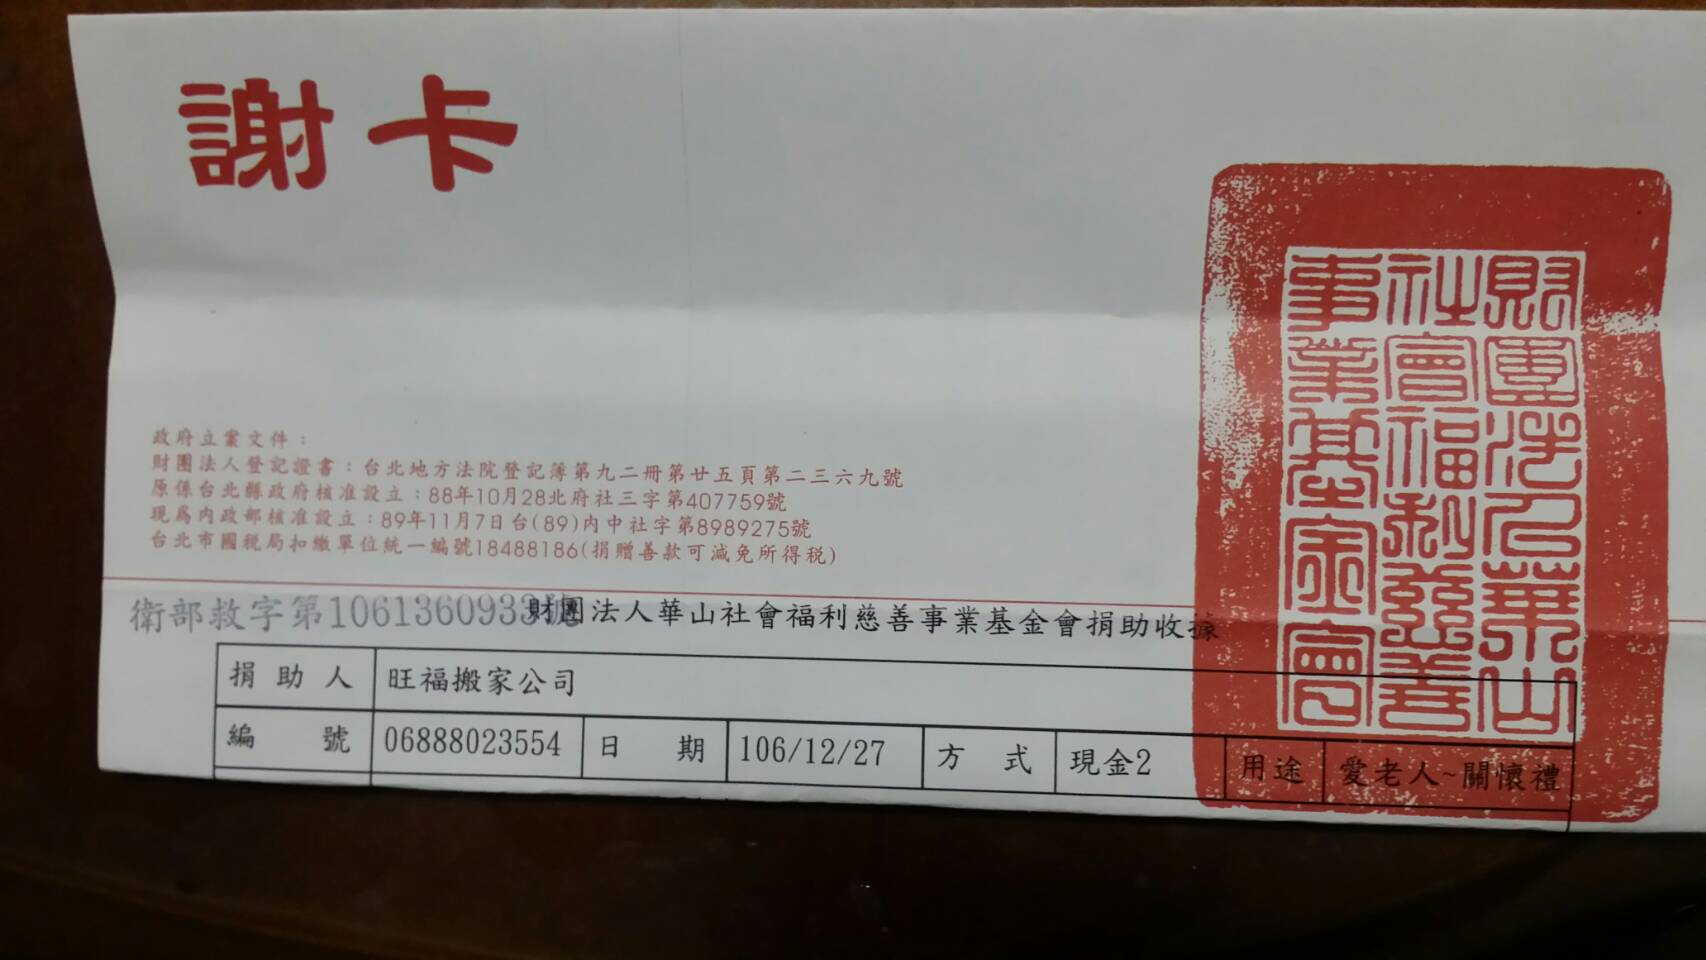 謝卡
政府立案文件：
財團法人登記證書：台北地方法院登記簿第九二冊第廿五頁第二三六九號
原係台北縣政府核准設立：88年10月28北府社三字第407759號
現為內政部核准設立：89年11月7日台(89)內中社字第8989275號
台北市國稅局扣繳單位統一編號18488186(捐贈善款可減免所得稅)
財團法人華山
社會福利慈善
事業基金會
衛部救字第1061360933號
財團法人華山社會福利慈善事業基金會捐助收據
捐助人 旺福搬家公司
編號 06888023554 日期 106/12/27 方式 現金2 用途 愛老人~關懷禮